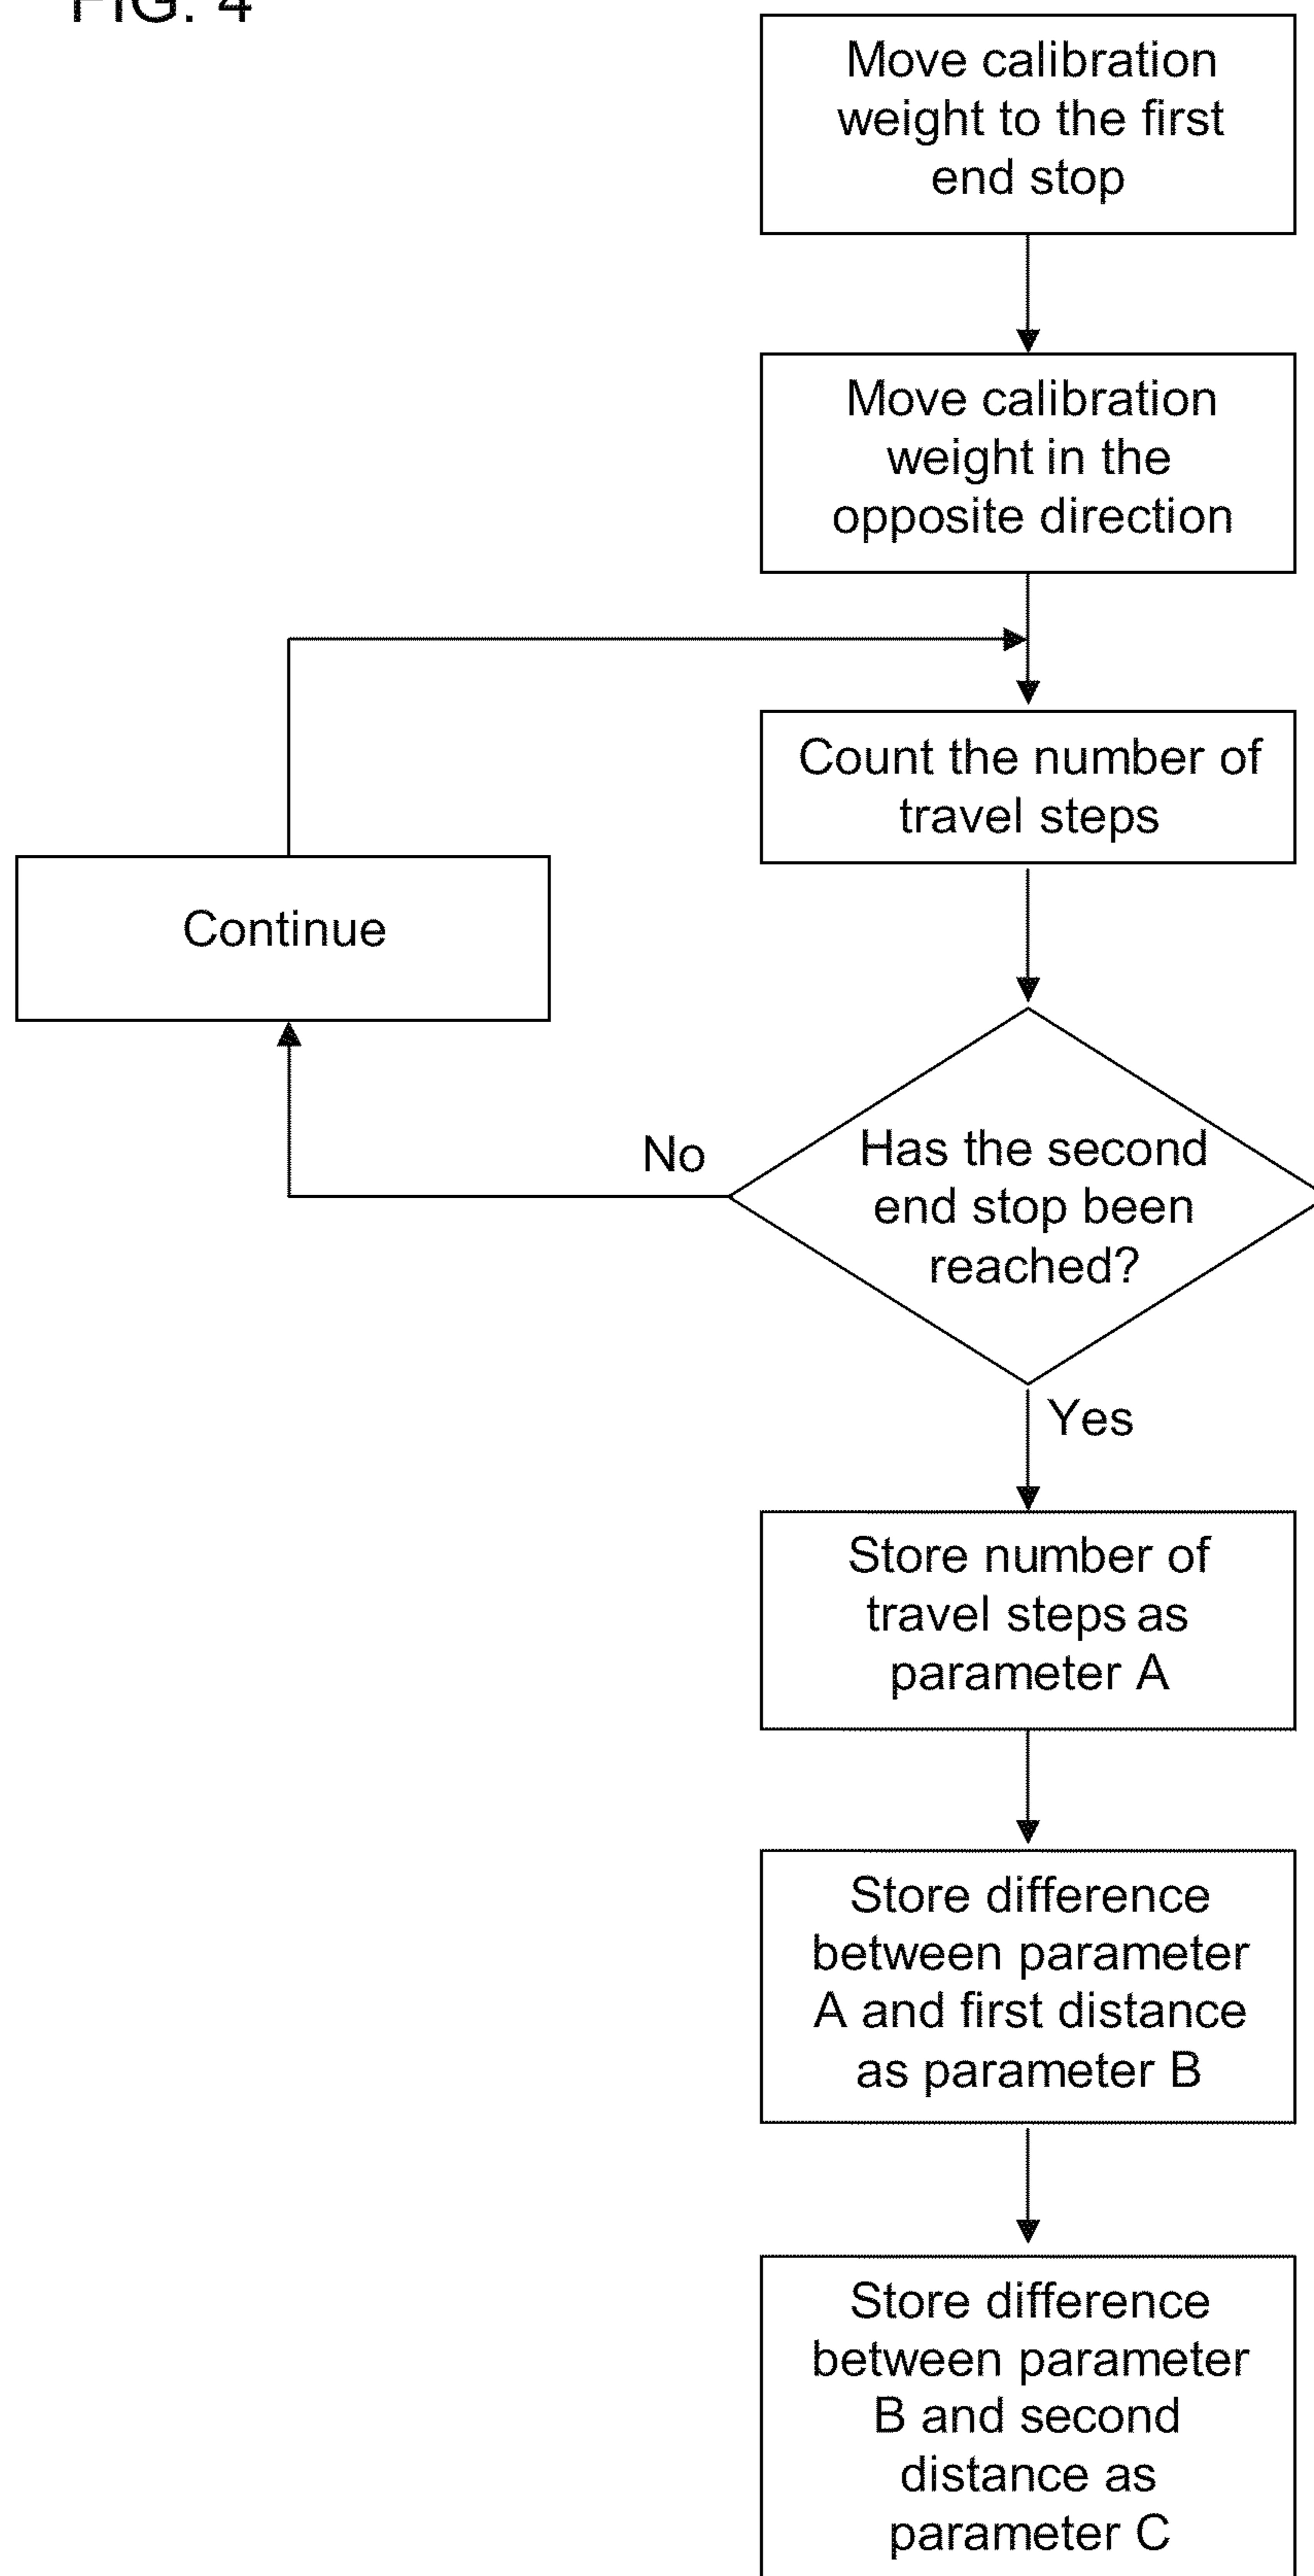 FIG. 4
Move calibration
weight to the first
end stop
Move calibration
weight in the
opposite direction
Count the number of
travel steps
Continue
No
Has the second
end stop been
reached?
Yes
Store number of
travel steps as
parameter A
Store difference
between parameter
A and first distance
as parameter B
Store difference
between parameter
B and second
distance as
parameter C